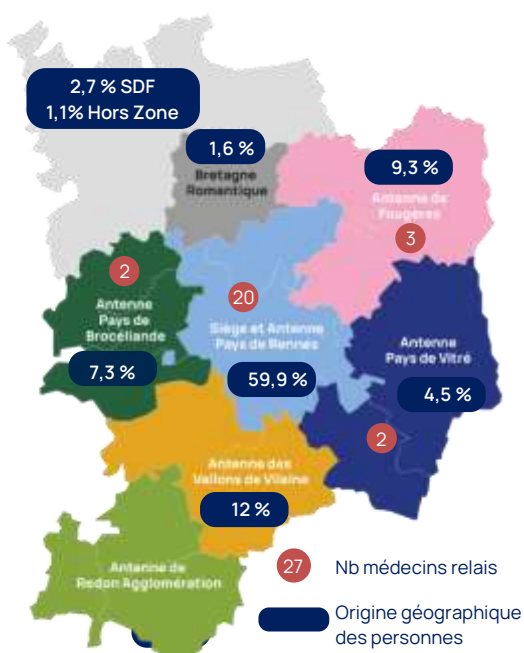 2,7 % SDF
1,1% Hors Zone
1,6 %
Bretagne
Romantique
9,3 %
Antenne de
Fougères
3
2
Antenne
Pays de
Brocéliande
7,3 %
20
Siège et Antenne
Pays de Rennes
59,9 %
Antenne
Pays de Vitré
4,5 %
2
Antenne des
Vallons de Vilaine
12 %
Antenne de
Redon Agglomération
27
Nb médecins relais
Origine géographique
des personnes